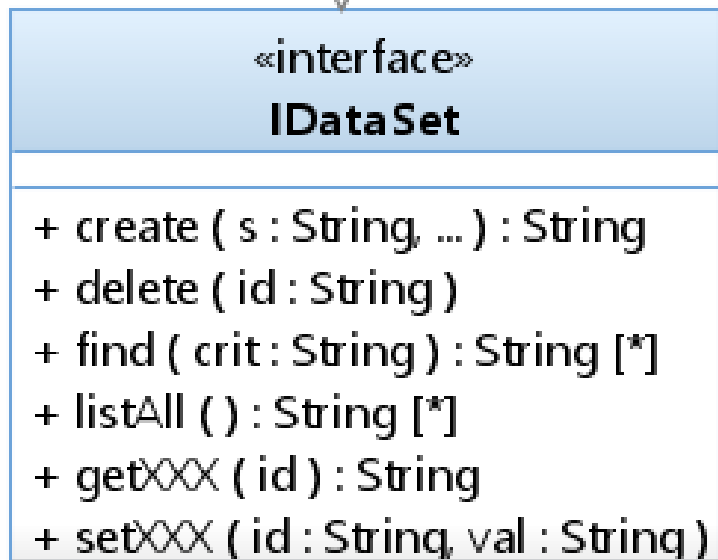 «interface»
IDataSet
+ create ( s : String, ... ) : String
+ delete ( id : String )
+ find ( crit : String ) : String [*]
+ listAll () : String [*]
+ getXXX ( id ) : String
+ setXXX ( id : String, val : String )